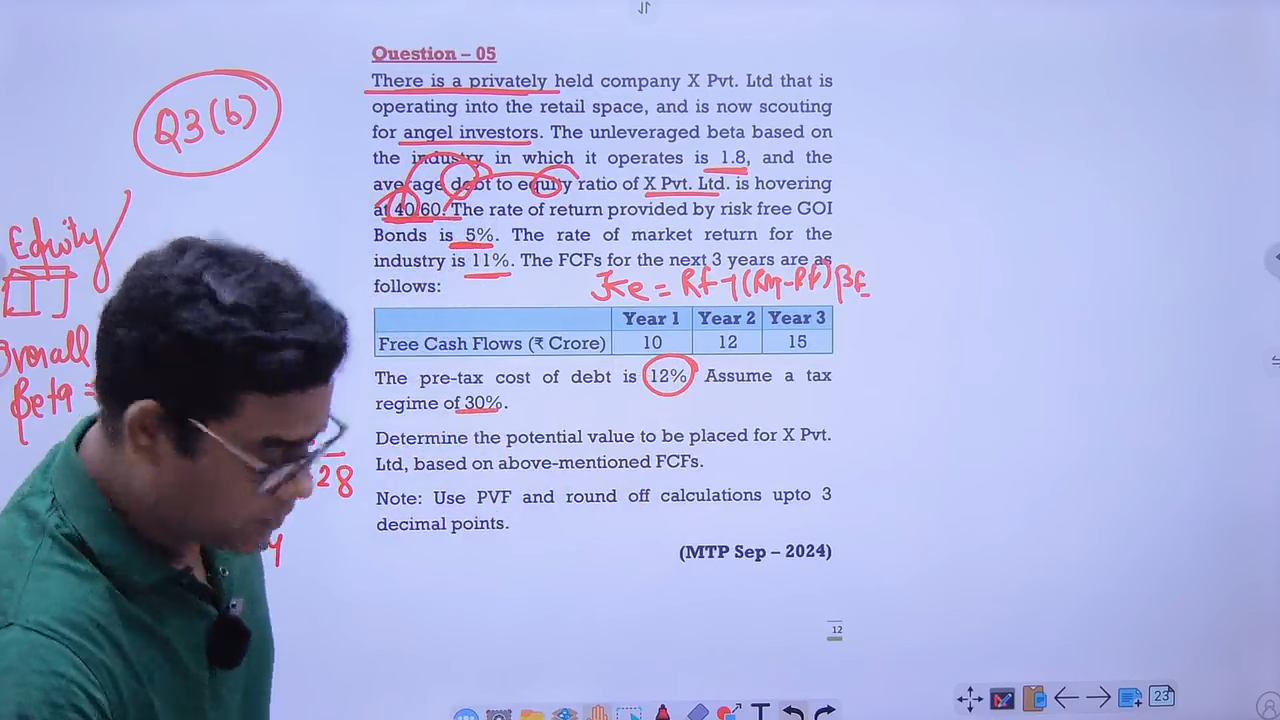 Question – 05
There is a privately held company X Pvt. Ltd that is
operating into the retail space, and is now scouting
for angel investors. The unleveraged beta based on
the industry in which it operates is 1.8, and the
average debt to equity ratio of X Pvt. Ltd. is hovering
at 40:60. The rate of return provided by risk free GOI
Bonds is 5%. The rate of market return for the
industry is 11%. The FCFs for the next 3 years are as
follows:
Ke = Rf + (Rm-Rf) βE
Year 1 Year 2 Year 3
Free Cash Flows (₹ Crore) 10 12 15
The pre-tax cost of debt is 12% Assume a tax
regime of 30%.
Determine the potential value to be placed for X Pvt.
Ltd, based on above-mentioned FCFs.
Note: Use PVF and round off calculations upto 3
decimal points.
(MTP Sep – 2024)
12
Q3(b)
Equity
Overall
Beta =
28
23